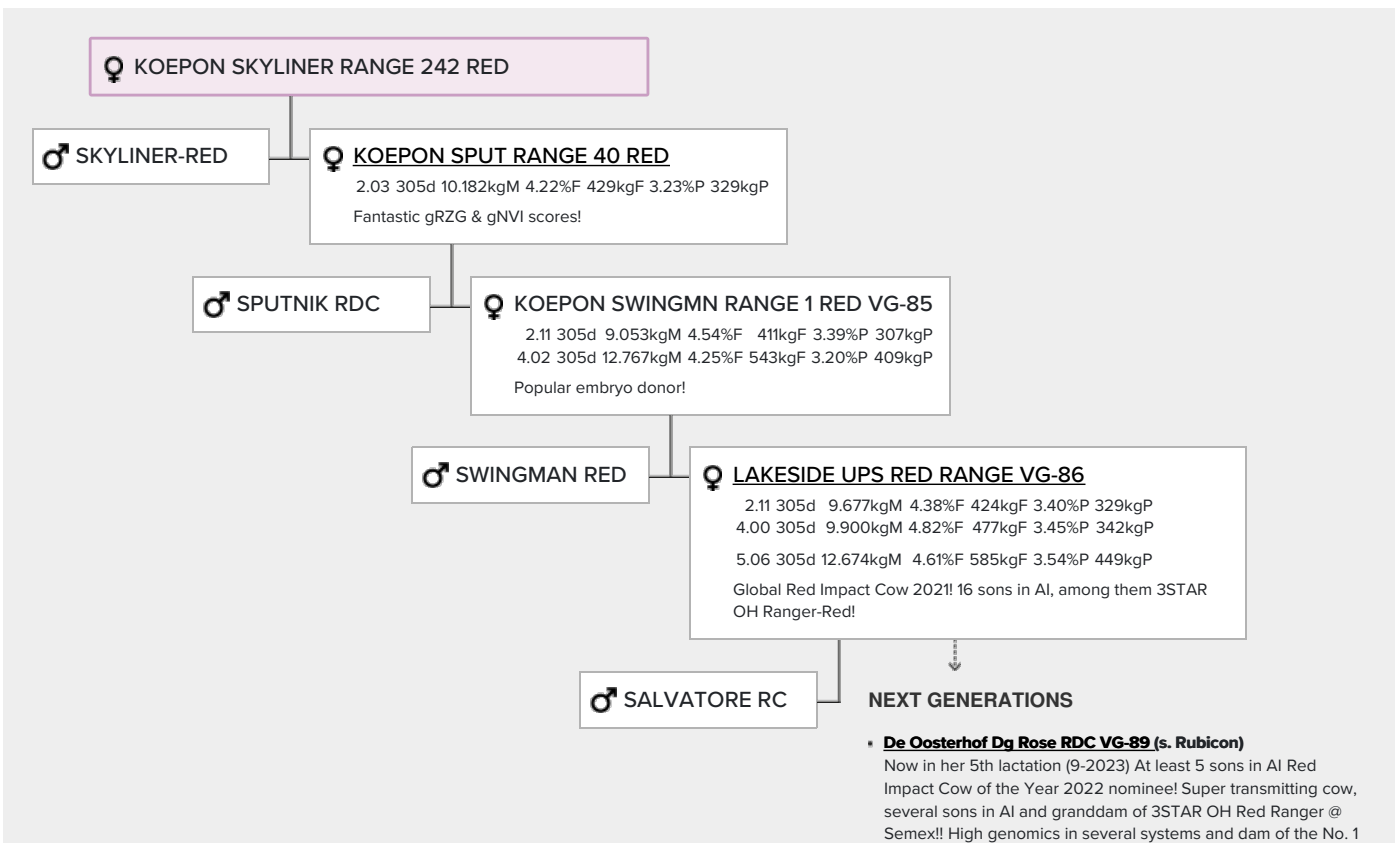 KOEPON SKYLINER RANGE 242 RED
SKYLINER-RED
KOEPON SPUT RANGE 40 RED
2.03 305d 10.182kgM 4.22%F 429kgF 3.23%P 329kgP
Fantastic gRZG & gNVI scores!
SPUTNIK RDC
KOEPON SWINGMN RANGE 1 RED VG-85
2.11 305d 9.053kgM 4.54%F 411kgF 3.39%P 307kgP
4.02 305d 12.767kgM 4.25%F 543kgF 3.20%P 409kgP
Popular embryo donor!
SWINGMAN RED
LAKESIDE UPS RED RANGE VG-86
2.11 305d 9.677kgM 4.38%F 424kgF 3.40%P 329kgP
4.00 305d 9.900kgM 4.82%F 477kgF 3.45%P 342kgP
5.06 305d 12.674kgM 4.61%F 585kgF 3.54%P 449kgP
Global Red Impact Cow 2021! 16 sons in AI, among them 3STAR
OH Ranger-Red!
SALVATORE RC
NEXT GENERATIONS
De Oosterhof Dg Rose RDC VG-89 (s. Rubicon)
Now in her 5th lactation (9-2023) At least 5 sons in AI Red
Impact Cow of the Year 2022 nominee! Super transmitting cow,
several sons in AI and granddam of 3STAR OH Red Ranger @
Semex!! High genomics in several systems and dam of the No. 1